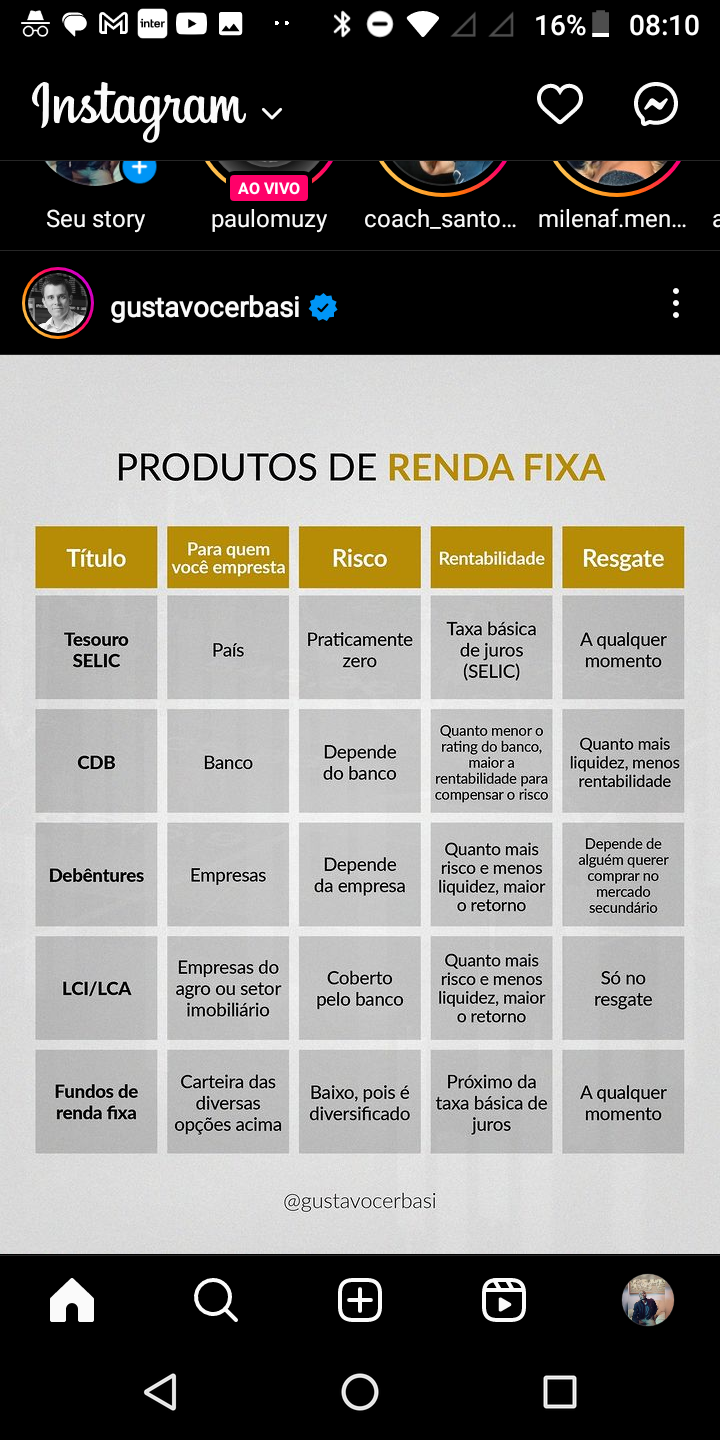 inter
16%
08:10
Instagram
AO VIVO
Seu story
paulomuzy
coach_santo...
milenaf.men...
gustavocerbasi
PRODUTOS DE RENDA FIXA
Título
Para quem
você empresta
Risco
Rentabilidade
Resgate
Tesouro
SELIC
País
Praticamente
zero
Taxa básica
de juros
(SELIC)
A qualquer
momento
CDB
Banco
Depende
do banco
Quanto menor o
rating do banco,
maior a
rentabilidade para
compensar o risco
Quanto mais
liquidez, menos
rentabilidade
Debêntures
Empresas
Depende
da empresa
Quanto mais
risco e menos
liquidez, maior
o retorno
Depende de
alguém querer
comprar no
mercado
secundário
LCI/LCA
Empresas do
agro ou setor
imobiliário
Coberto
pelo banco
Quanto mais
risco e menos
liquidez, maior
o retorno
Só no
resgate
Fundos de
renda fixa
Carteira das
diversas
opções acima
Baixo, pois é
diversificado
Próximo da
taxa básica de
juros
A qualquer
momento
@gustavocerbasi